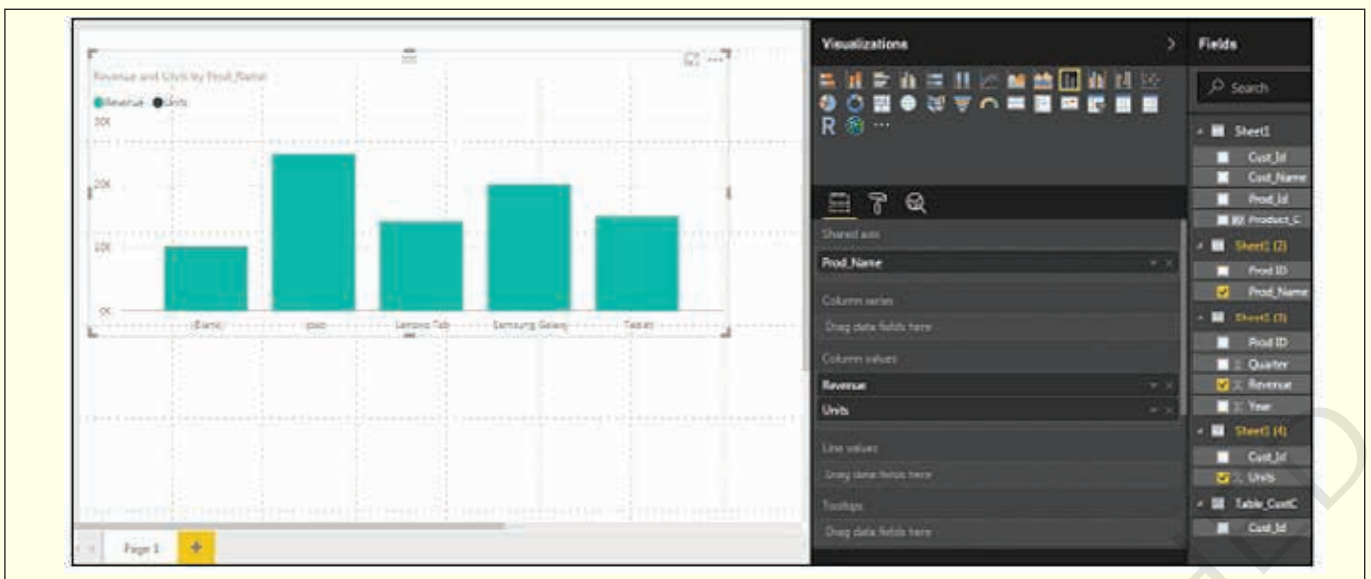 Revenue and Units by Prod_Name
Revenue Units
30K
20K
10K
0K
(Blank) ipad Lenovo Tab Samsung Galaxy Tablet
Page 1
+
Visualizations
R
Shared axis
Prod_Name
Column series
Drag data fields here
Column values
Revenue
Units
Line values
Drag data fields here
Tooltips
Drag data fields here
Fields
Search
Sheet1
Cust_Id
Cust_Name
Prod_Id
Product_C
Sheet1 (2)
Prod ID
Prod_Name
Sheet1 (3)
Prod ID
Quarter
Revenue
Year
Sheet1 (4)
Cust_Id
Units
Table_CustC
Cust_Id